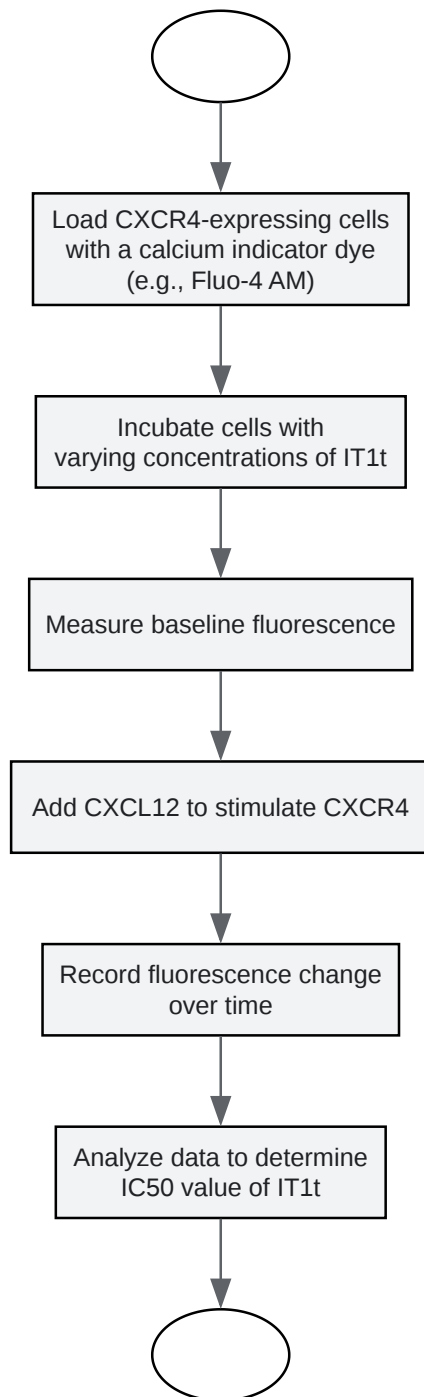 Load CXCR4-expressing cells
with a calcium indicator dye
(e.g., Fluo-4 AM)
Incubate cells with
varying concentrations of IT1t
Measure baseline fluorescence
Add CXCL12 to stimulate CXCR4
Record fluorescence change
over time
Analyze data to determine
IC50 value of IT1t